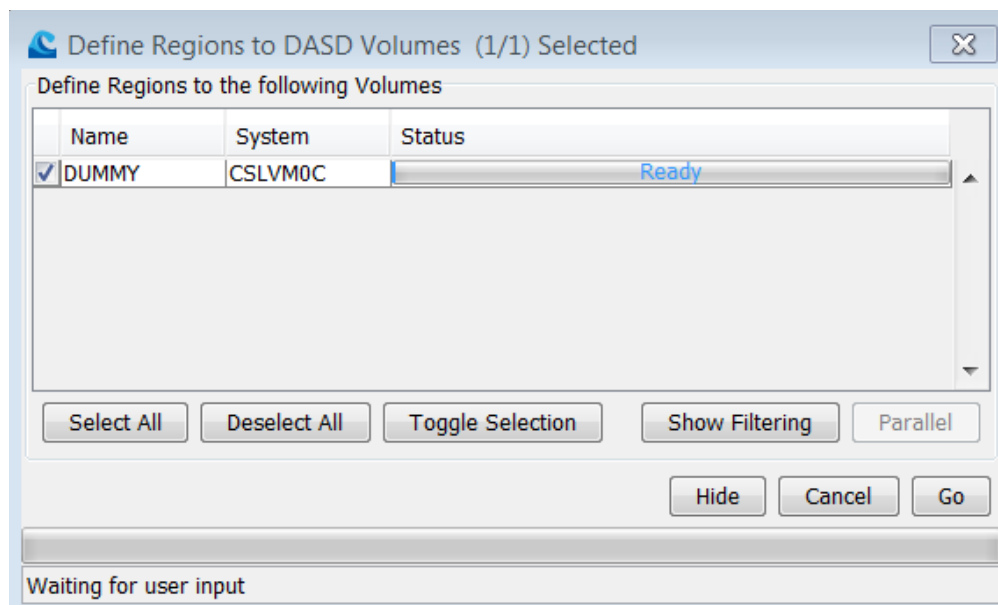 Define Regions to DASD Volumes (1/1) Selected
Define Regions to the following Volumes
Name System Status
DUMMY CSLVM0C Ready
Select All Deselect All Toggle Selection Show Filtering Parallel
Hide Cancel Go
Waiting for user input